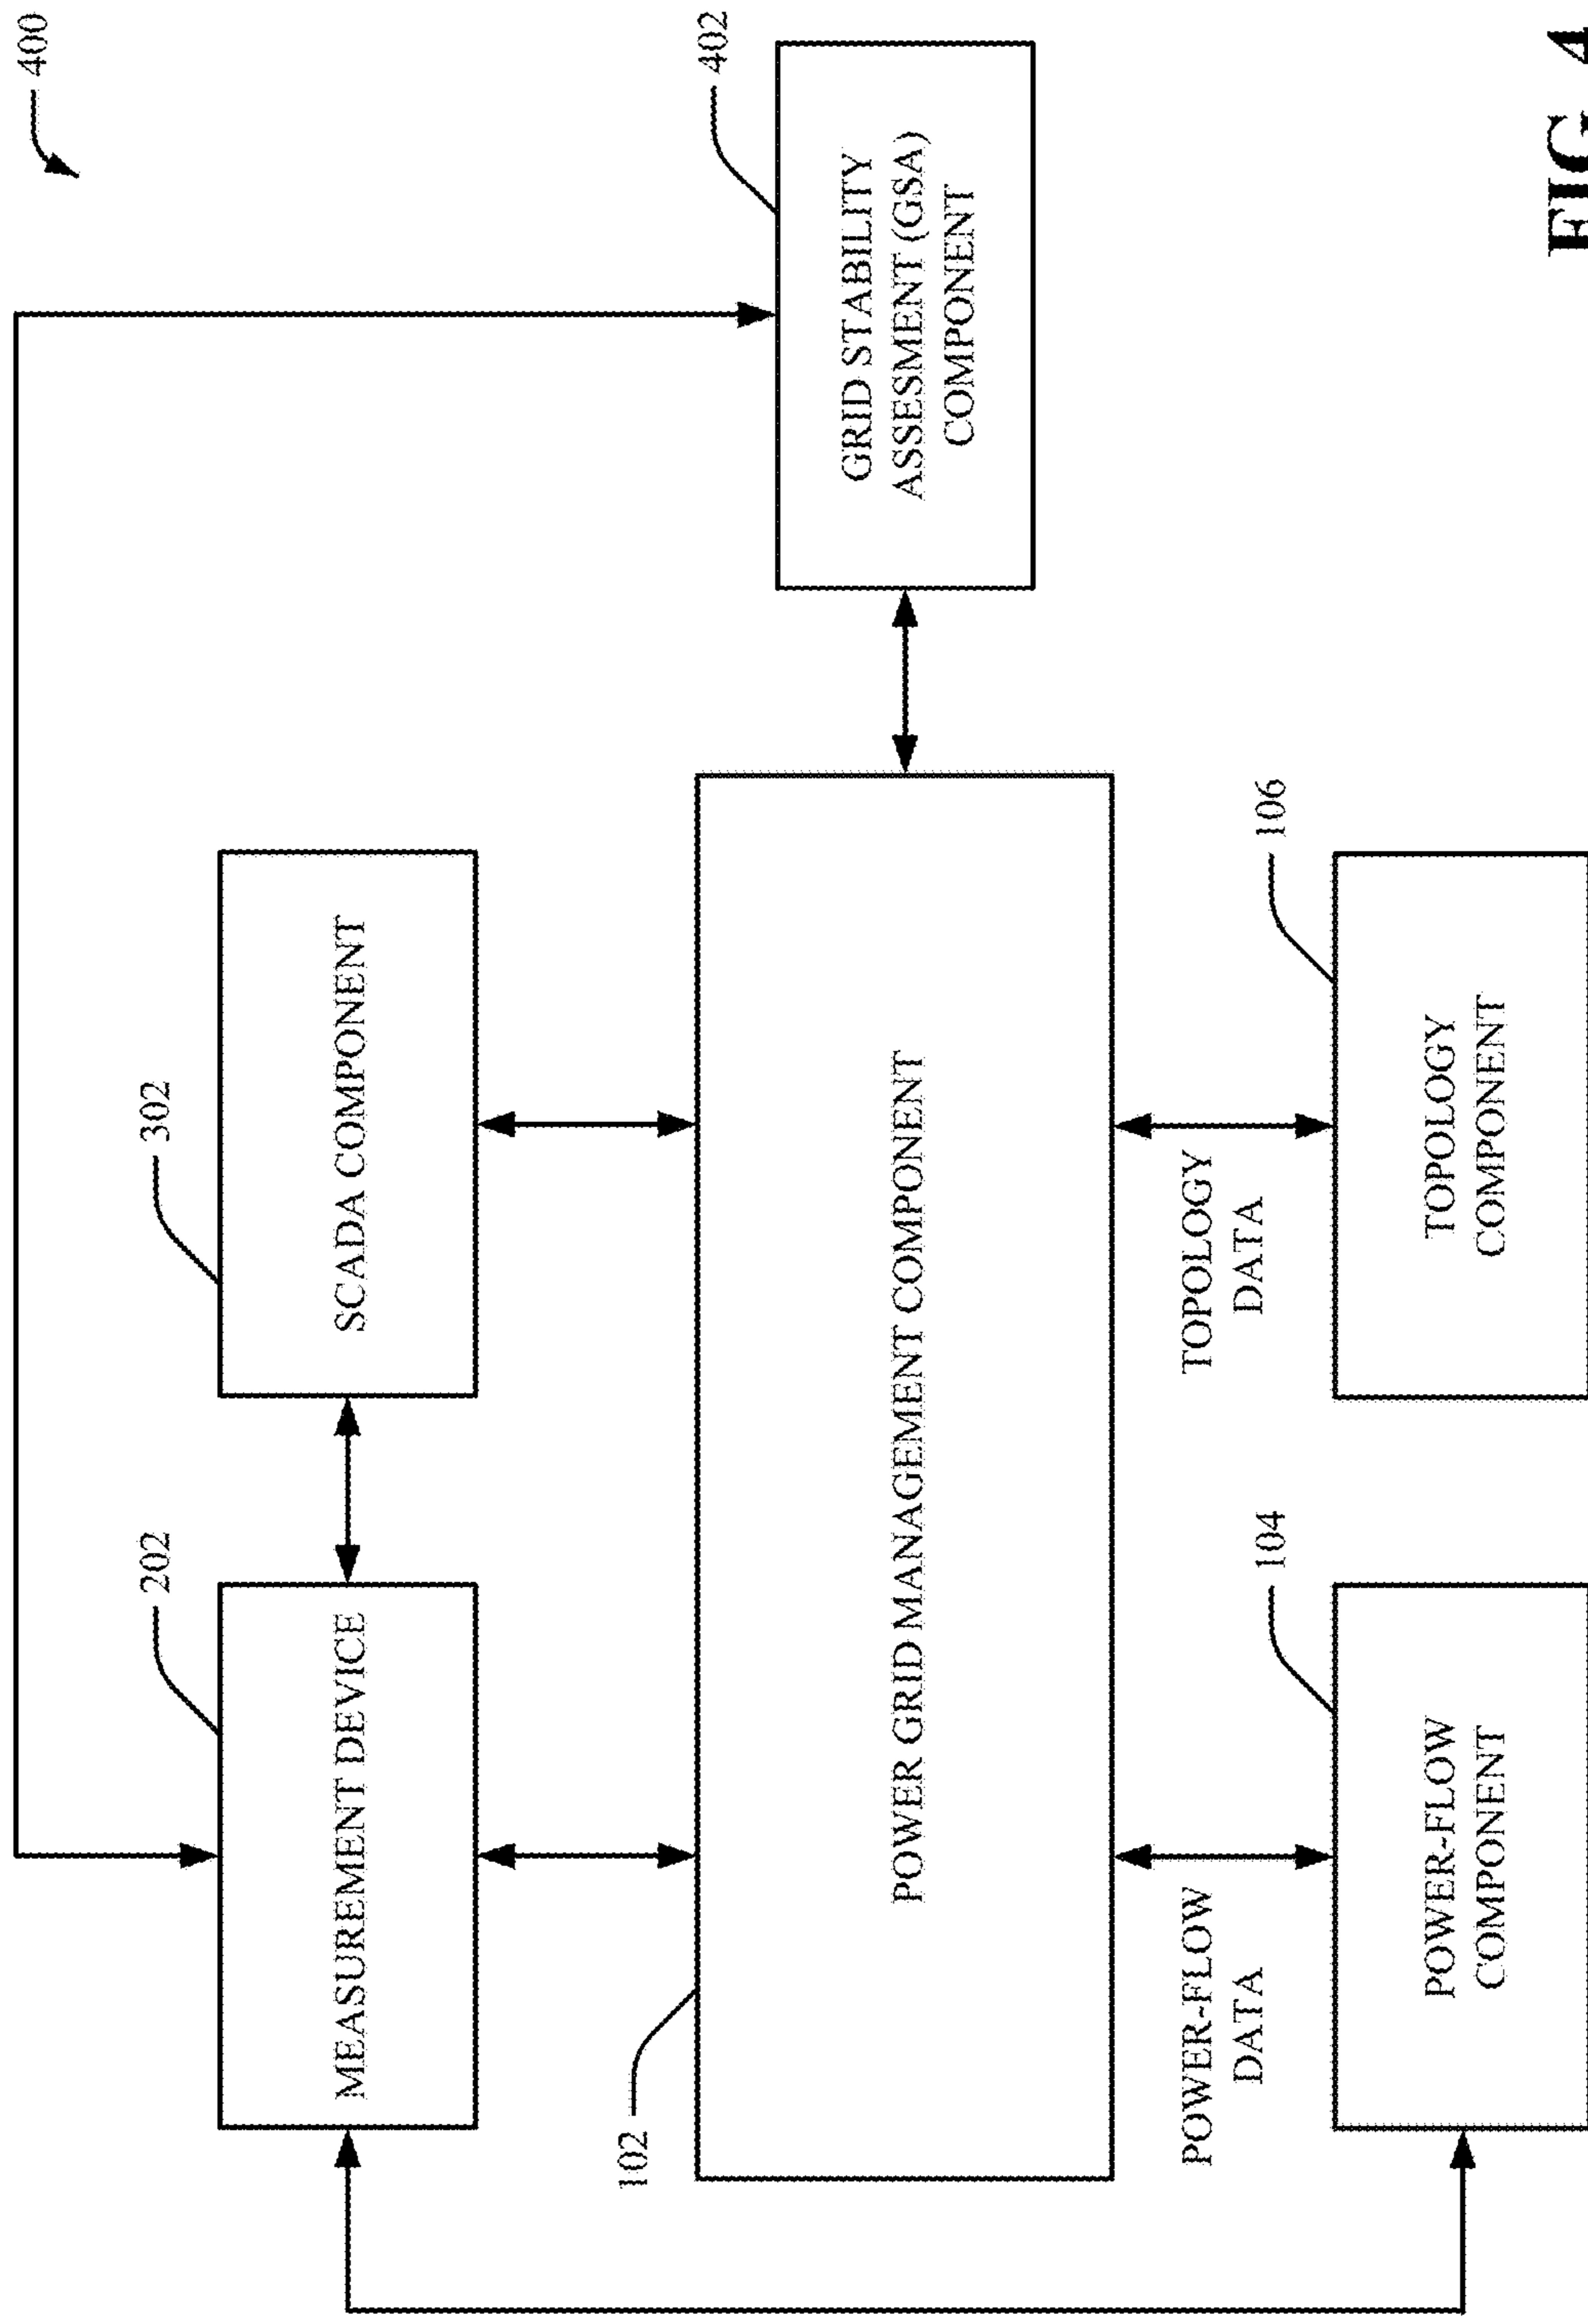 400
202
MEASUREMENT DEVICE
302
SCADA COMPONENT
402
GRID STABILITY
ASSESSMENT (GSA)
COMPONENT
102
POWER GRID MANAGEMENT COMPONENT
POWER-FLOW
DATA
TOPOLOGY
DATA
104
POWER-FLOW
COMPONENT
106
TOPOLOGY
COMPONENT
FIG. 4